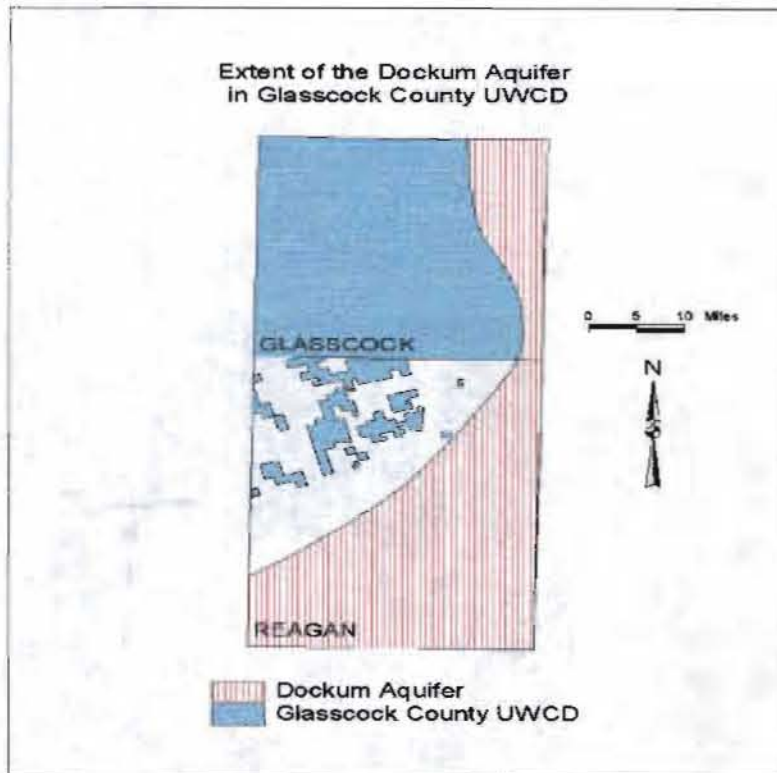 Extent of the Dockum Aquifer
in Glasscock County UWCD
GLASSCOCK
0 5 10 Miles
N
REAGAN
Dockum Aquifer
Glasscock County UWCD